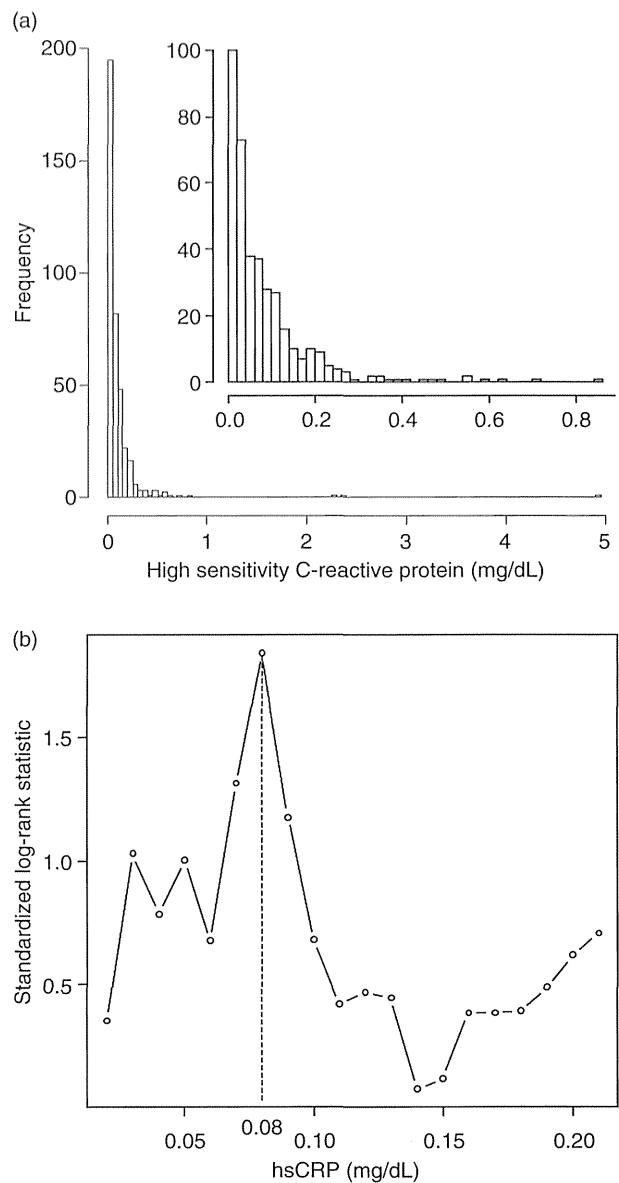 (a)
200
150
100
50
0
Frequency
100
80
60
40
20
0
0.0 0.2 0.4 0.6 0.8
0 1 2 3 4 5
High sensitivity C-reactive protein (mg/dL)
(b)
1.5
1.0
0.5
Standardized log-rank statistic
0.05 0.08 0.10 0.15 0.20
hsCRP (mg/dL)